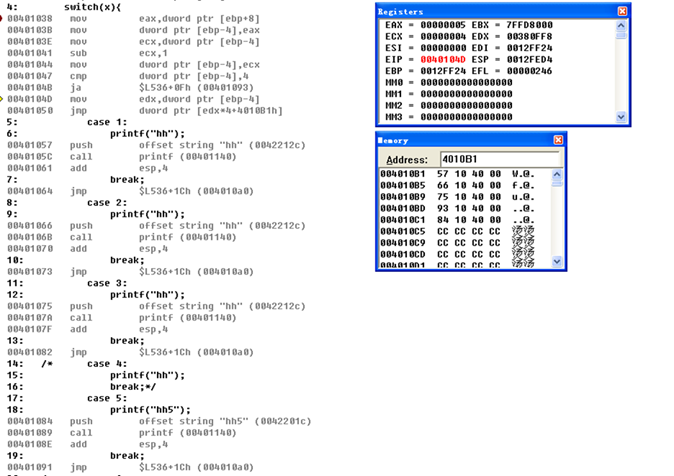 4: switch(x){
00401038 mov eax,dword ptr [ebp+8]
0040103B mov dword ptr [ebp-4],eax
0040103E mov ecx,dword ptr [ebp-4]
00401041 sub ecx,1
00401044 mov dword ptr [ebp-4],ecx
00401047 cmp dword ptr [ebp-4],4
0040104B ja $L536+0Fh (00401093)
0040104D mov edx,dword ptr [ebp-4]
00401050 jmp dword ptr [edx*4+4010B1h]
5: case 1:
6: printf("hh");
00401057 push offset string "hh" (0042212c)
0040105C call printf (00401140)
00401061 add esp,4
7: break;
00401064 jmp $L536+1Ch (004010a0)
8: case 2:
9: printf("hh");
00401066 push offset string "hh" (0042212c)
0040106B call printf (00401140)
00401070 add esp,4
10: break;
00401073 jmp $L536+1Ch (004010a0)
11: case 3:
12: printf("hh");
00401075 push offset string "hh" (0042212c)
0040107A call printf (00401140)
0040107F add esp,4
13: break;
00401082 jmp $L536+1Ch (004010a0)
14: /* case 4:
15: printf("hh");
16: break;*/
17: case 5:
18: printf("hh5");
00401084 push offset string "hh5" (0042201c)
00401089 call printf (00401140)
0040108E add esp,4
19: break;
00401091 jmp $L536+1Ch (004010a0)
Registers
EAX = 00000005 EBX = 7FFD8000
ECX = 00000004 EDX = 00380FF8
ESI = 00000000 EDI = 0012FF24
EIP = 0040104D ESP = 0012FED4
EBP = 0012FF24 EFL = 00000246
MM0 = 0000000000000000
MM1 = 0000000000000000
MM2 = 0000000000000000
MM3 = 0000000000000000
Memory
Address: 4010B1
004010B1 57 10 40 00 W.@.
004010B5 66 10 40 00 f.@.
004010B9 75 10 40 00 u.@.
004010BD 93 10 40 00 ..@.
004010C1 84 10 40 00 ..@.
004010C5 CC CC CC CC 烫烫
004010C9 CC CC CC CC 烫烫
004010CD CC CC CC CC 烫烫
004010D1 CC CC CC CC